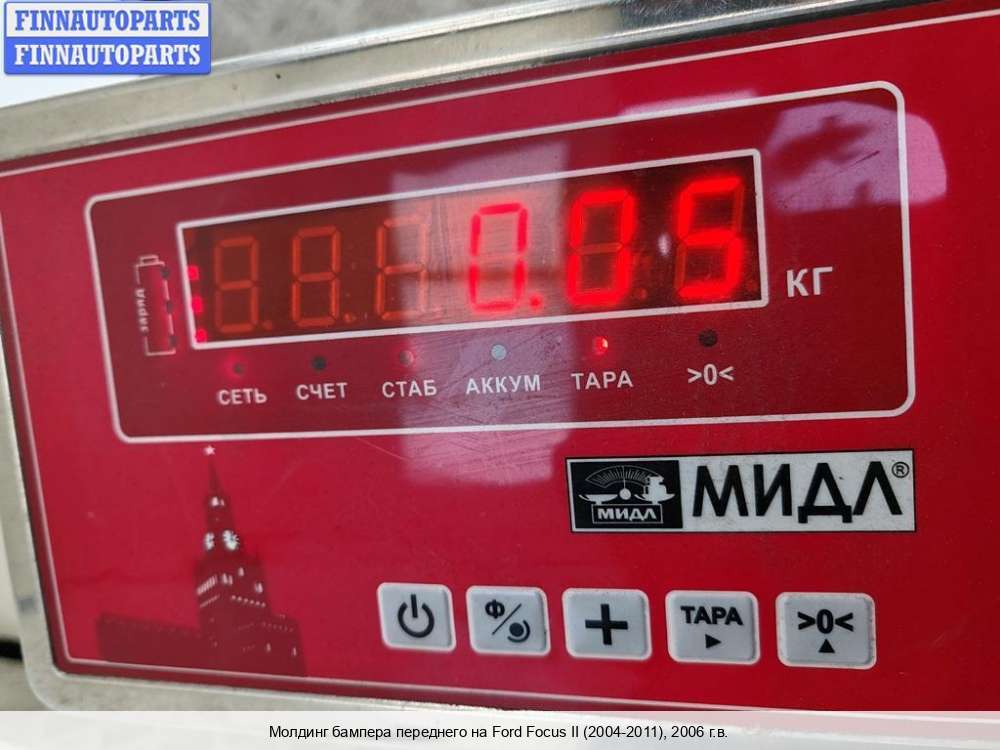 FINNAUTOPARTS
FINNAUTOPARTS
0.05
КГ
заряд
СЕТЬ СЧЕТ СТАБ АККУМ ТАРА >0<
МИДЛ МИДЛ®
Ф ТАРА >0<
Молдинг бампера переднего на Ford Focus II (2004-2011), 2006 г.в.